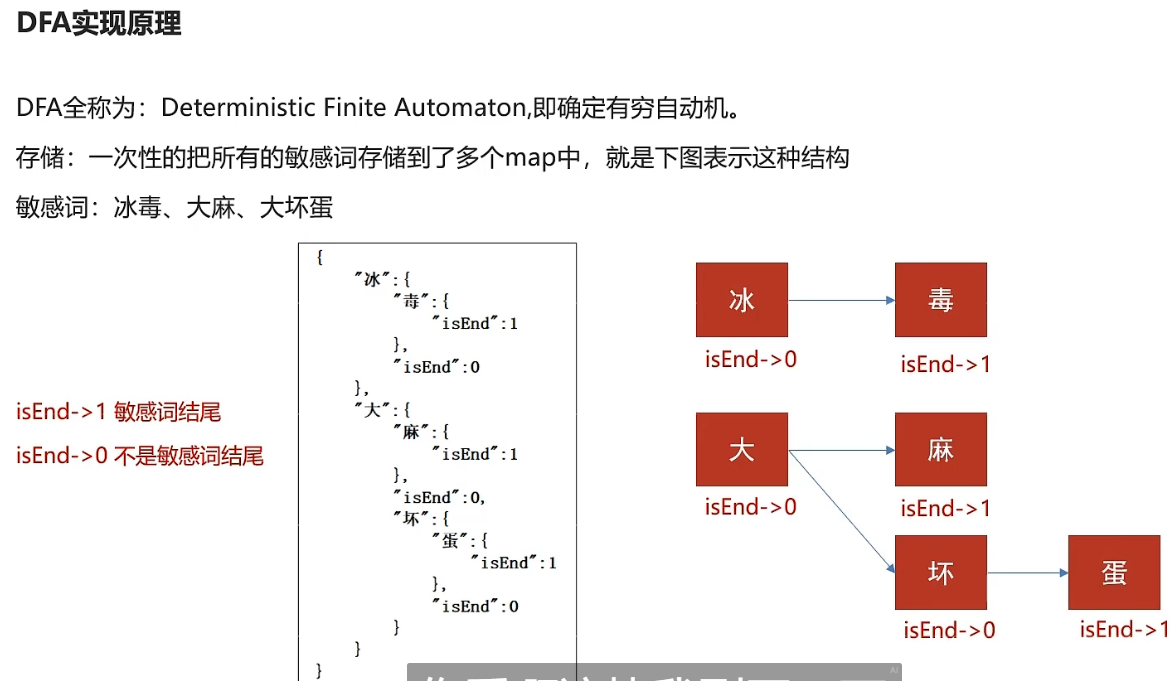 DFA实现原理
DFA全称为：Deterministic Finite Automaton,即确定有穷自动机。
存储：一次性的把所有的敏感词存储到了多个map中，就是下图表示这种结构
敏感词：冰毒、大麻、大坏蛋
{
"冰":{
"毒":{
"isEnd":1
},
"isEnd":0
},
"大":{
"麻":{
"isEnd":1
},
"isEnd":0,
"坏":{
"蛋":{
"isEnd":1
},
"isEnd":0
}
}
}
isEnd->1 敏感词结尾
isEnd->0 不是敏感词结尾
冰
毒
isEnd->0
isEnd->1
大
麻
isEnd->0
isEnd->1
坏
蛋
isEnd->0
isEnd->1
AI